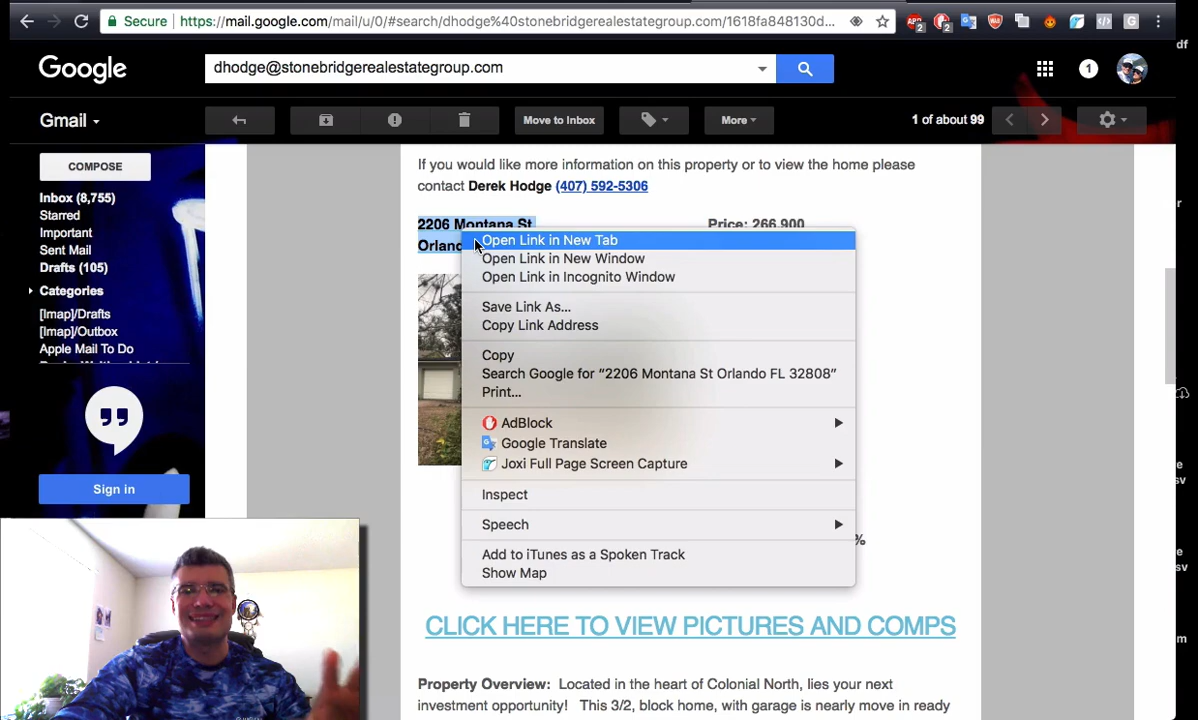 Secure https://mail.google.com/mail/u/0/#search/dhodge%40stonebridgerealestategroup.com/1618fa848130d...
2 2 G
df
Google dhodge@stonebridgerealestategroup.com 1
Gmail Move to Inbox More 1 of about 99
COMPOSE
Inbox (8,755)
Starred
Important
Sent Mail
Drafts (105)
Categories
[Imap]/Drafts
[Imap]/Outbox
Apple Mail To Do
Sign in
If you would like more information on this property or to view the home please
contact Derek Hodge (407) 592-5306
2206 Montana St Price: 266,900
Orland
Open Link in New Tab
Open Link in New Window
Open Link in Incognito Window
Save Link As...
Copy Link Address
Copy
Search Google for “2206 Montana St Orlando FL 32808”
Print...
AdBlock
Google Translate
Joxi Full Page Screen Capture
Inspect
Speech
Add to iTunes as a Spoken Track
Show Map
%
CLICK HERE TO VIEW PICTURES AND COMPS
Property Overview: Located in the heart of Colonial North, lies your next
investment opportunity! This 3/2, block home, with garage is nearly move in ready
r
e
sv
e
sv
m